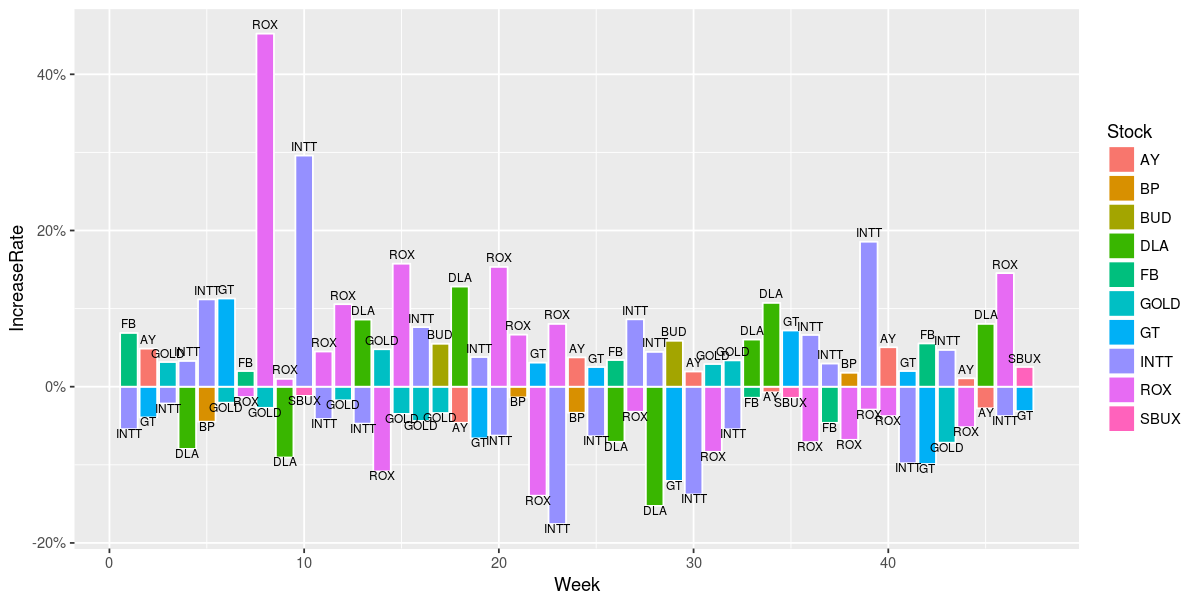 IncreaseRate
40%
20%
0%
-20%
FB
AY
GOLD
INTT
INTT
GT
FB
ROX
ROX
INTT
ROX
ROX
DLA
GOLD
ROX
INTT
BUD
DLA
INTT
ROX
ROX
GT
ROX
AY
GT
FB
INTT
INTT
BUD
AY
GOLD
GOLD
DLA
DLA
GT
INTT
INTT
BP
INTT
AY
GT
FB
INTT
AY
DLA
ROX
SBUX
INTT
GT
INTT
DLA
BP
GOLD
ROX
GOLD
DLA
SBUX
INTT
GOLD
INTT
ROX
GOLD
GOLD
GOLD
AY
GT
INTT
BP
ROX
INTT
BP
INTT
DLA
ROX
DLA
GT
INTT
ROX
INTT
FB
AY
SBUX
ROX
FB
ROX
ROX
ROX
INTT
GT
GOLD
ROX
AY
INTT
GT
0 10 20 30 40
Week
Stock
AY
BP
BUD
DLA
FB
GOLD
GT
INTT
ROX
SBUX